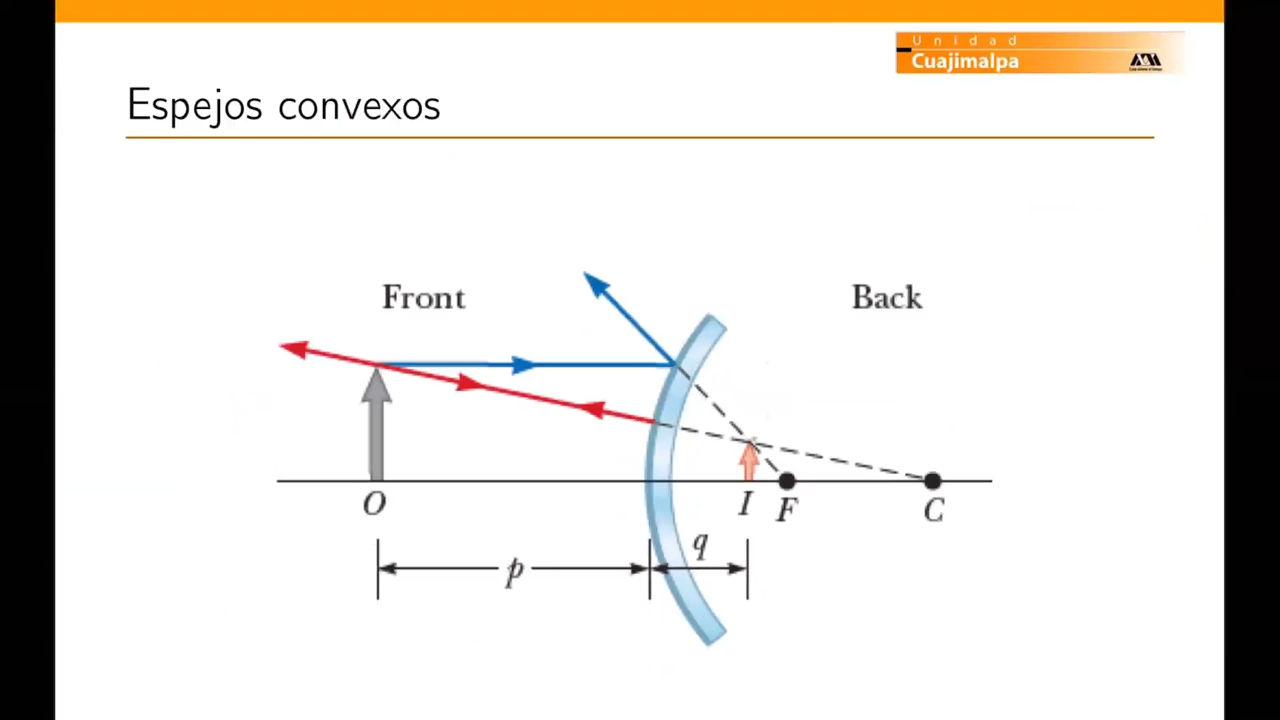 Unidad
Cuajimalpa
Espejos convexos
Front
Back
O
I
F
C
p
q